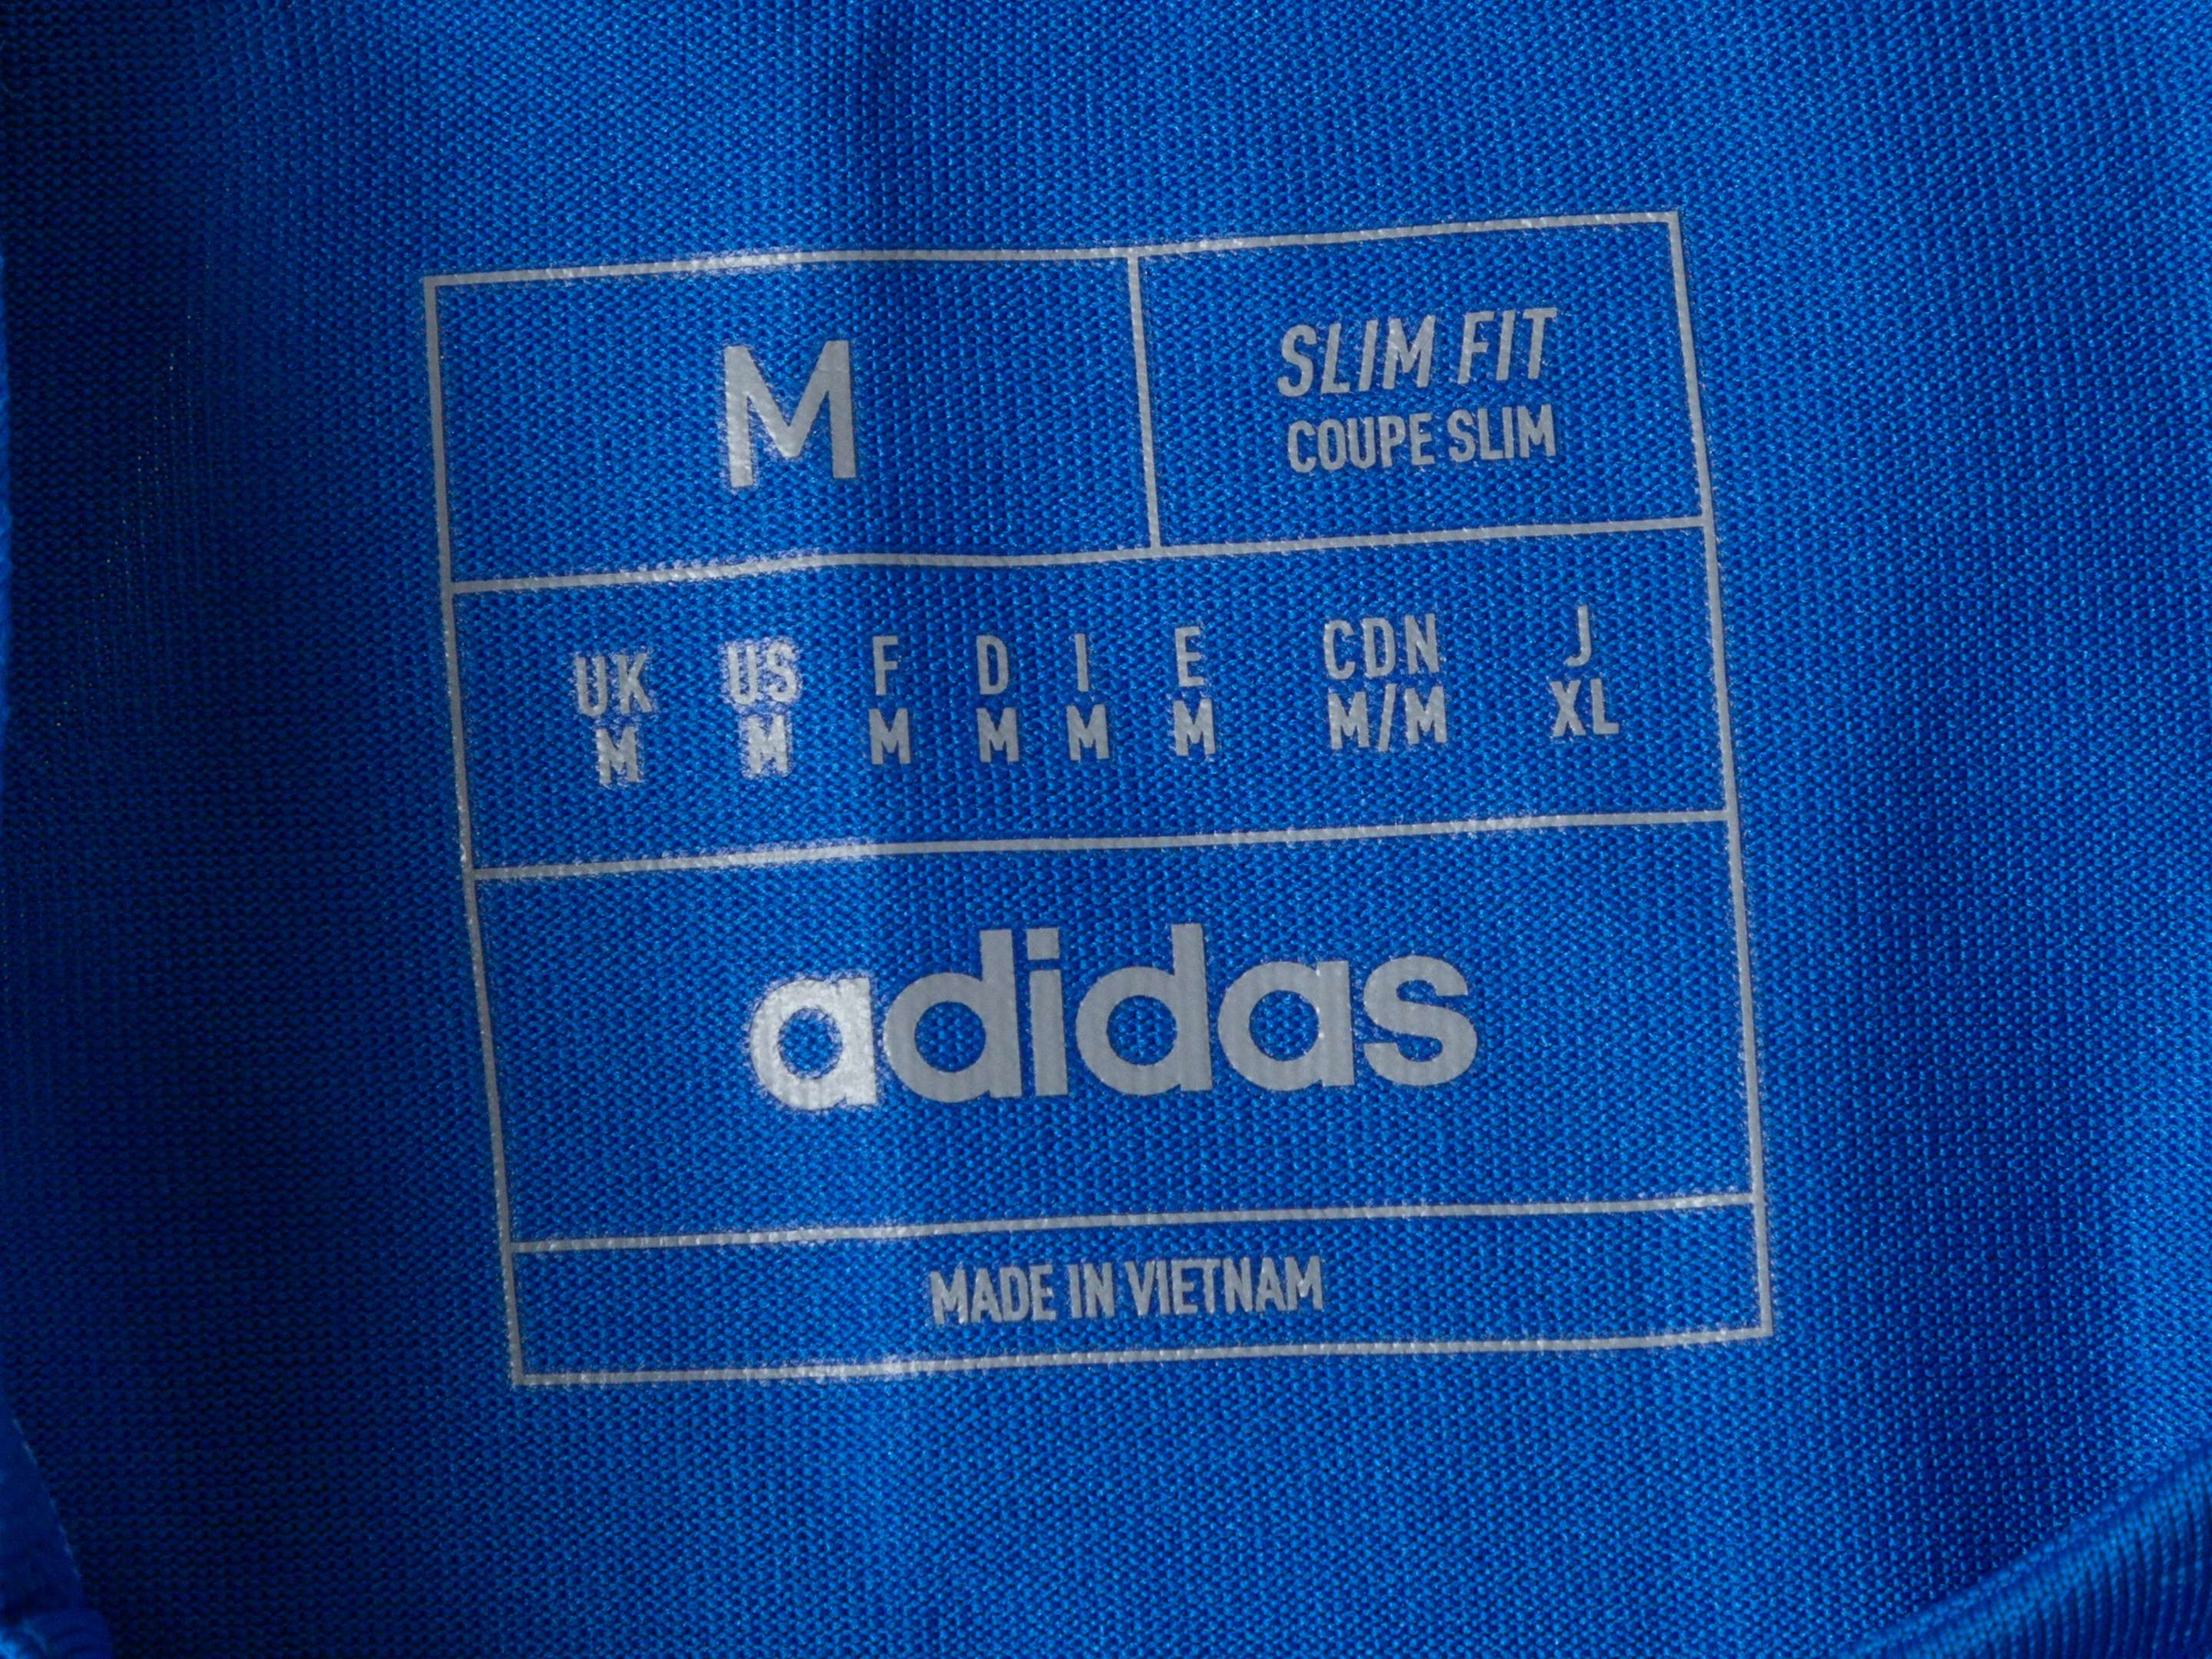 M
SLIM FIT
COUPE SLIM
UK US F D I E CDN J
M M M M M M M/M XL
adidas
MADE IN VIETNAM